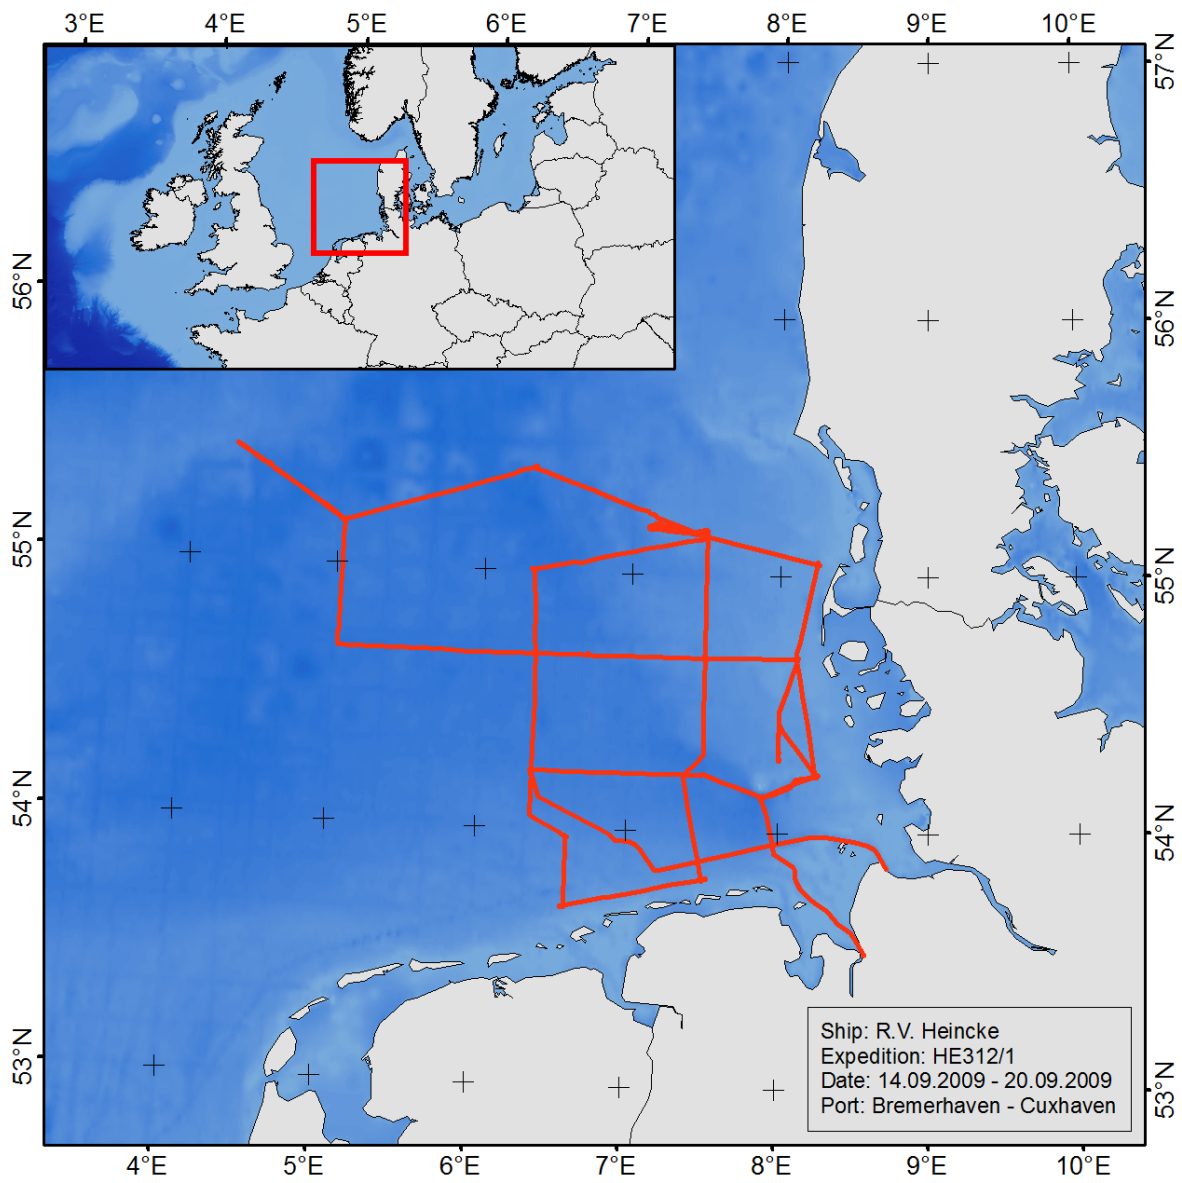 3°E 4°E 5°E 6°E 7°E 8°E 9°E 10°E
57°N
56°N
56°N
55°N
55°N
54°N
54°N
53°N
53°N
Ship: R.V. Heincke
Expedition: HE312/1
Date: 14.09.2009 - 20.09.2009
Port: Bremerhaven - Cuxhaven
4°E 5°E 6°E 7°E 8°E 9°E 10°E